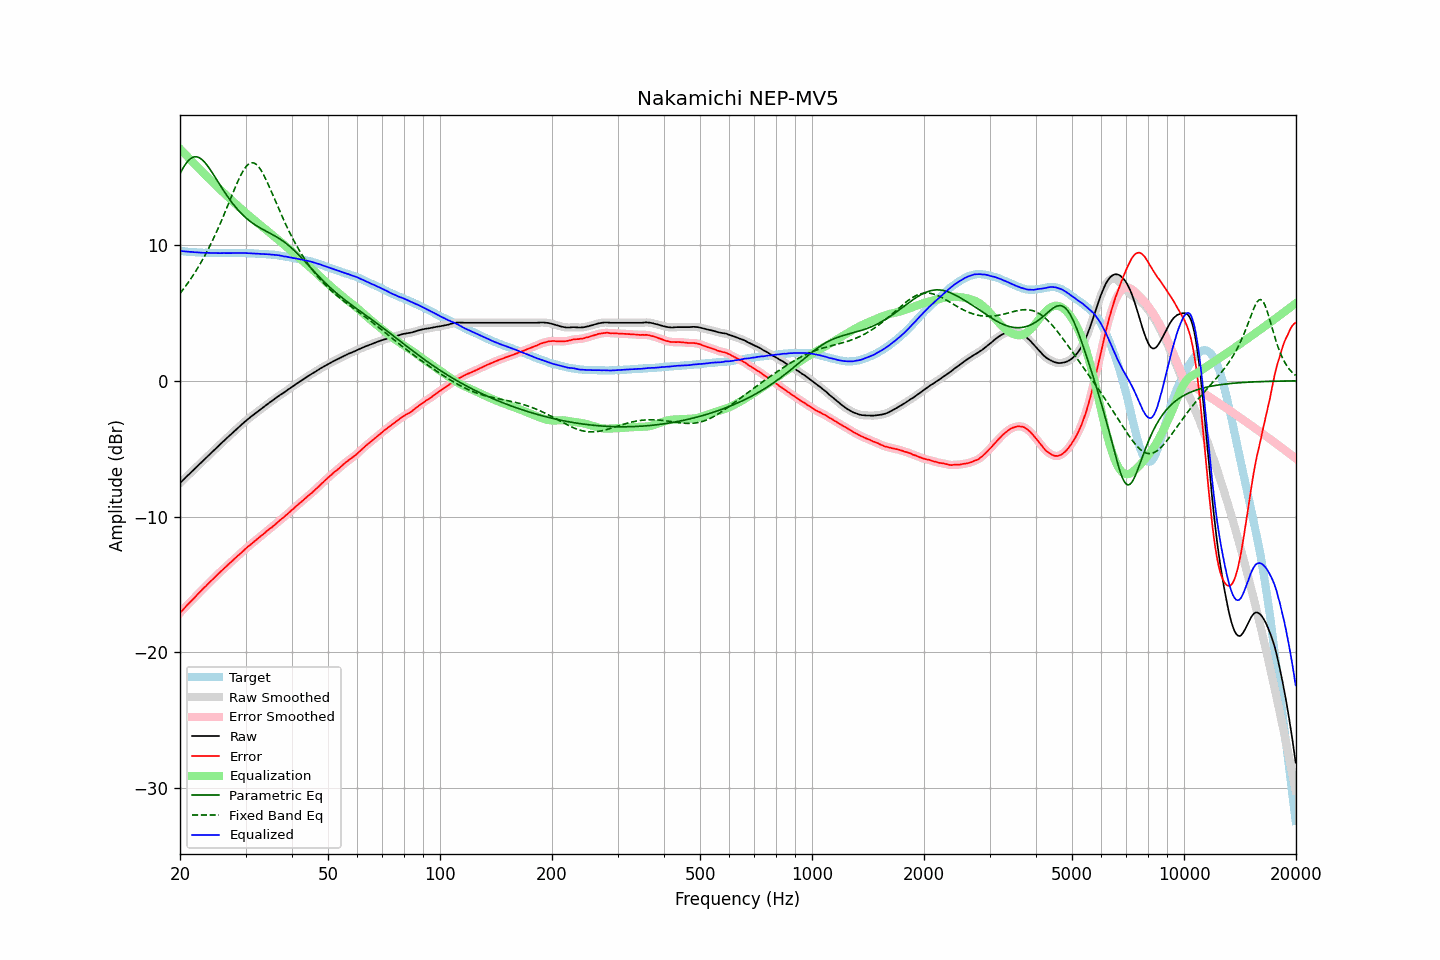 Nakamichi NEP-MV5
Amplitude (dBr)
10
0
−10
−20
−30
Target
Raw Smoothed
Error Smoothed
Raw
Error
Equalization
Parametric Eq
Fixed Band Eq
Equalized
20 50 100 200 500 1000 2000 5000 10000 20000
Frequency (Hz)